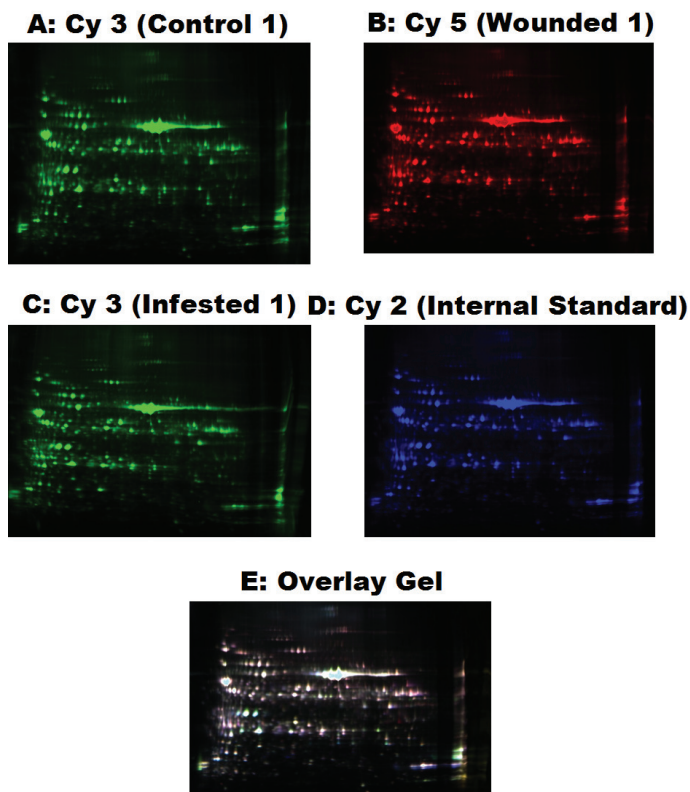 A: Cy 3 (Control 1)
B: Cy 5 (Wounded 1)
C: Cy 3 (Infested 1)
D: Cy 2 (Internal Standard)
E: Overlay Gel